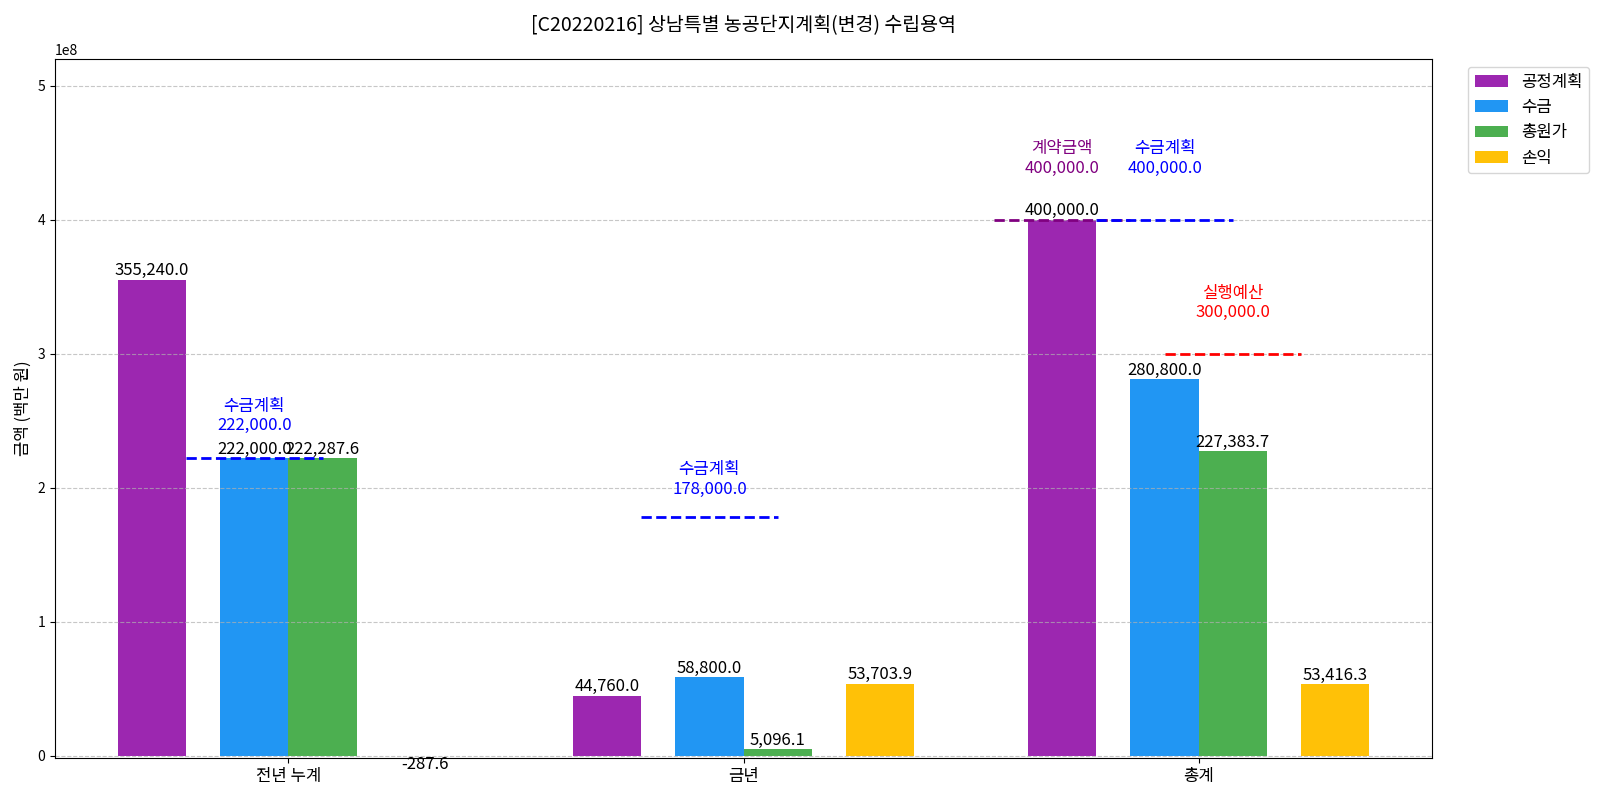 [C20220216] 상남특별 농공단지계획(변경) 수립용역
1e8
금액 (백만 원)
5
4
3
2
1
0
355,240.0
수금계획
222,000.0
222,000.0
222,287.6
-287.6
전년 누계
수금계획
178,000.0
44,760.0
58,800.0
5,096.1
53,703.9
금년
계약금액
400,000.0
수금계획
400,000.0
400,000.0
실행예산
300,000.0
280,800.0
227,383.7
53,416.3
총계
공정계획
수금
총원가
손익